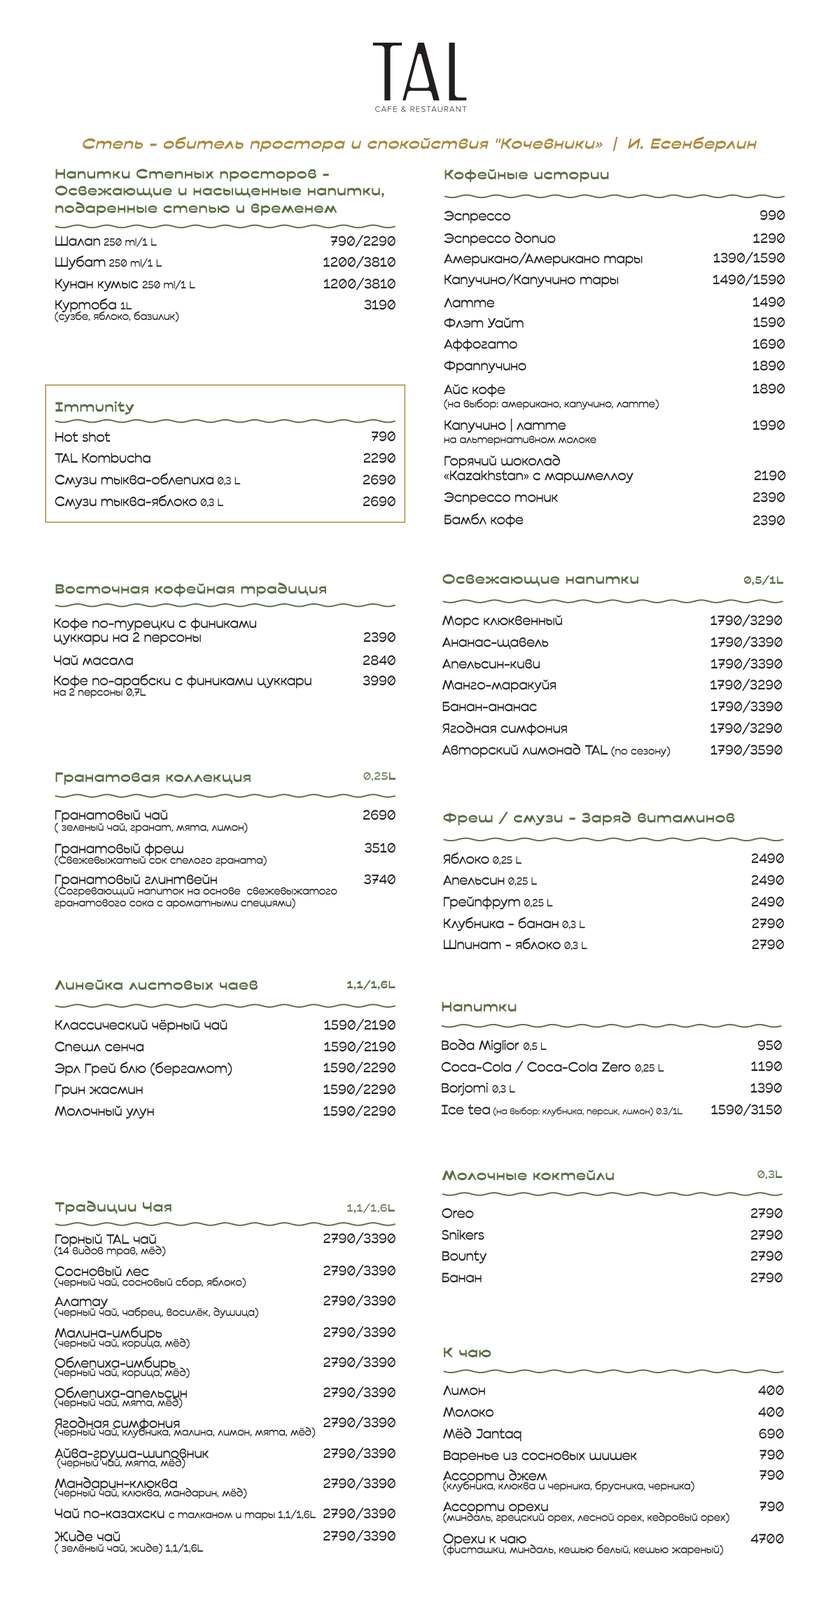 TAL
CAFE & RESTAURANT
Степь - обитель простора и спокойствия "Кочевники» | И. Есенберлин
Напитки Степных просторов -
Освежающие и насыщенные напитки,
подаренные степью и временем
Шалап 250 ml/1 L 790/2290
Шубат 250 ml/1 L 1200/3810
Кунан кумыс 250 ml/1 L 1200/3810
Куртоба 1L 3190
(сузбе, яблоко, базилик)
Immunity
Hot shot 790
TAL Kombucha 2290
Смузи тыква-облепиха 0,3 L 2690
Смузи тыква-яблоко 0,3 L 2690
Восточная кофейная традиция
Кофе по-турецки с финиками
цуккари на 2 персоны 2390
Чай масала 2840
Кофе по-арабски с финиками цуккари 3990
на 2 персоны 0,7L
Гранатовая коллекция 0,25L
Гранатовый чай 2690
( зеленый чай, гранат, мята, лимон)
Гранатовый фреш 3510
(Свежевыжатый сок спелого граната)
Гранатовый глинтвейн 3740
(Согревающий напиток на основе свежевыжатого
гранатового сока с ароматными специями)
Линейка листовых чаев 1,1/1,6L
Классический чёрный чай 1590/2190
Спешл сенча 1590/2190
Эрл Грей блю (бергамот) 1590/2290
Грин жасмин 1590/2290
Молочный улун 1590/2290
Традиции Чая 1,1/1,6L
Горный TAL чай 2790/3390
(14 видов трав, мёд)
Сосновый лес 2790/3390
(черный чай, сосновый сбор, яблоко)
Алатау 2790/3390
(черный чай, чабрец, восилёк, душица)
Малина-имбирь 2790/3390
(черный чай, корица, мёд)
Облепиха-имбирь 2790/3390
(черный чай, корица, мёд)
Облепиха-апельсин 2790/3390
(черный чай, мята, мёд)
Ягодная симфония 2790/3390
(черный чай, клубника, малина, лимон, мята, мёд)
Айва-груша-шиповник 2790/3390
(черный чай, мята, мёд)
Мандарин-клюква 2790/3390
(черный чай, клюква, мандарин, мёд)
Чай по-казахски с талканом и тары 1,1/1,6L 2790/3390
Жиде чай 2790/3390
( зелёный чай, жиде) 1,1/1,6L
Кофейные истории
Эспрессо 990
Эспрессо допио 1290
Американо/Американо тары 1390/1590
Капучино/Капучино тары 1490/1590
Латте 1490
Флэт Уайт 1590
Аффогато 1690
Фраппучино 1890
Айс кофе 1890
(на выбор: американо, капучино, латте)
Капучино | латте 1990
на альтернативном молоке
Горячий шоколад
«Kazakhstan» с маршмеллоу 2190
Эспрессо тоник 2390
Бамбл кофе 2390
Освежающие напитки 0,5/1L
Морс клюквенный 1790/3290
Ананас-щавель 1790/3390
Апельсин-киви 1790/3390
Манго-маракуйя 1790/3290
Банан-ананас 1790/3390
Ягодная симфония 1790/3290
Авторский лимонад TAL (по сезону) 1790/3590
Фреш / смузи - Заряд витаминов
Яблоко 0,25 L 2490
Апельсин 0,25 L 2490
Грейпфрут 0,25 L 2490
Клубника - банан 0,3 L 2790
Шпинат - яблоко 0,3 L 2790
Напитки
Вода Miglior 0,5 L 950
Coca-Cola / Coca-Cola Zero 0,25 L 1190
Borjomi 0,3 L 1390
Ice tea (на выбор: клубника, персик, лимон) 0.3/1L 1590/3150
Молочные коктейли 0,3L
Oreo 2790
Snikers 2790
Bounty 2790
Банан 2790
К чаю
Лимон 400
Молоко 400
Мёд Jantaq 690
Варенье из сосновых шишек 790
Ассорти джем 790
(клубника, клюква и черника, брусника, черника)
Ассорти орехи 790
(миндаль, грецский орех, лесной орех, кедровый орех)
Орехи к чаю 4700
(фисташки, миндаль, кешью белый, кешью жареный)